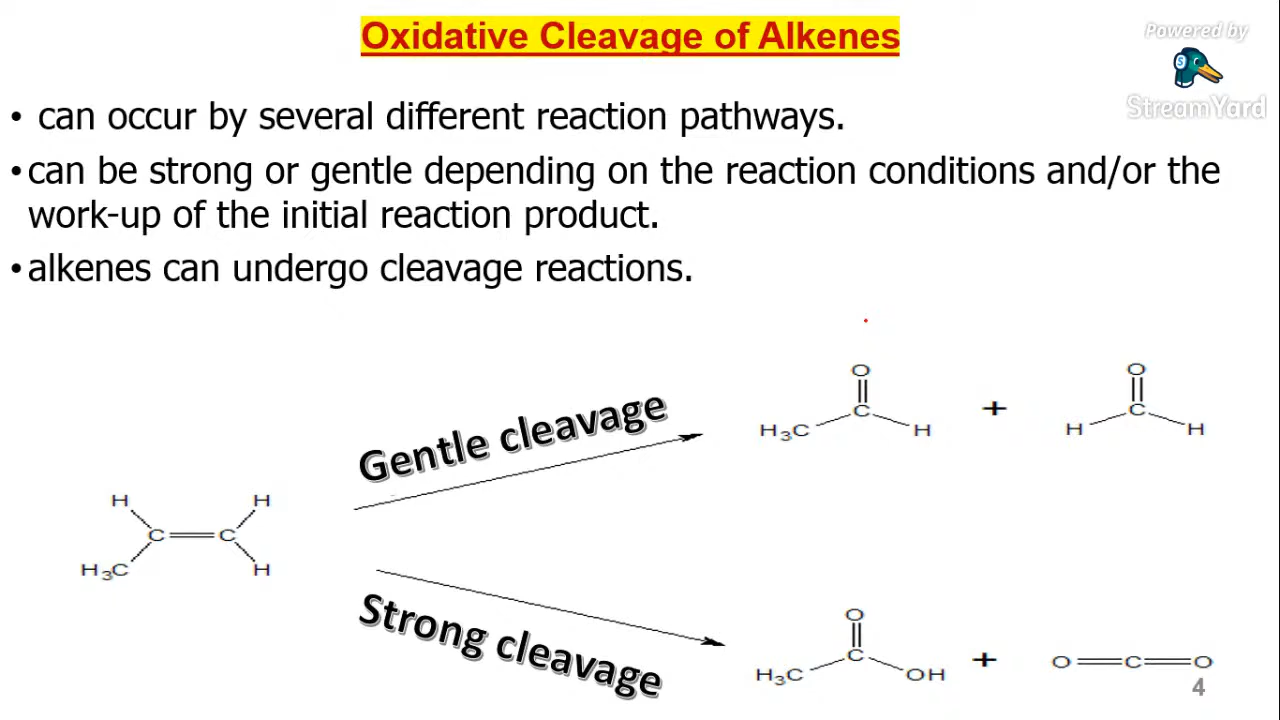 Oxidative Cleavage of Alkenes
Powered by
S
StreamYard
• can occur by several different reaction pathways.
• can be strong or gentle depending on the reaction conditions and/or the
work-up of the initial reaction product.
• alkenes can undergo cleavage reactions.
Gentle cleavage
O
C
H₃C H
+
O
C
H H
H H
C C
H₃C H
Strong cleavage
O
C
H₃C OH
+
O C O
4